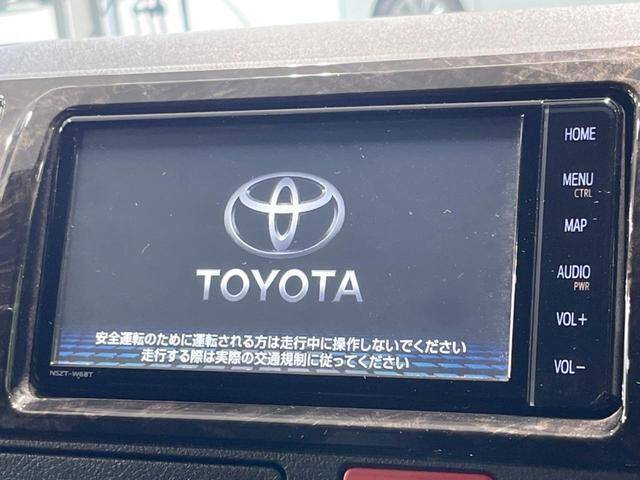 HOME
MENU
CTRL
MAP
AUDIO
PWR
VOL+
VOL−
TOYOTA
安全運転のために運転される方は走行中に操作しないでください
走行する際は実際の交通規制に従ってください
NSZT-W68T